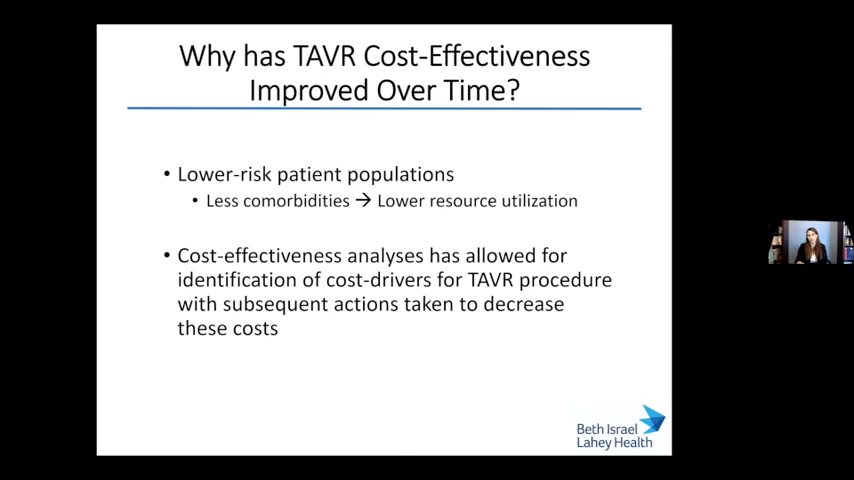 Why has TAVR Cost-Effectiveness
Improved Over Time?
• Lower-risk patient populations
• Less comorbidities → Lower resource utilization
• Cost-effectiveness analyses has allowed for
identification of cost-drivers for TAVR procedure
with subsequent actions taken to decrease
these costs
Beth Israel
Lahey Health